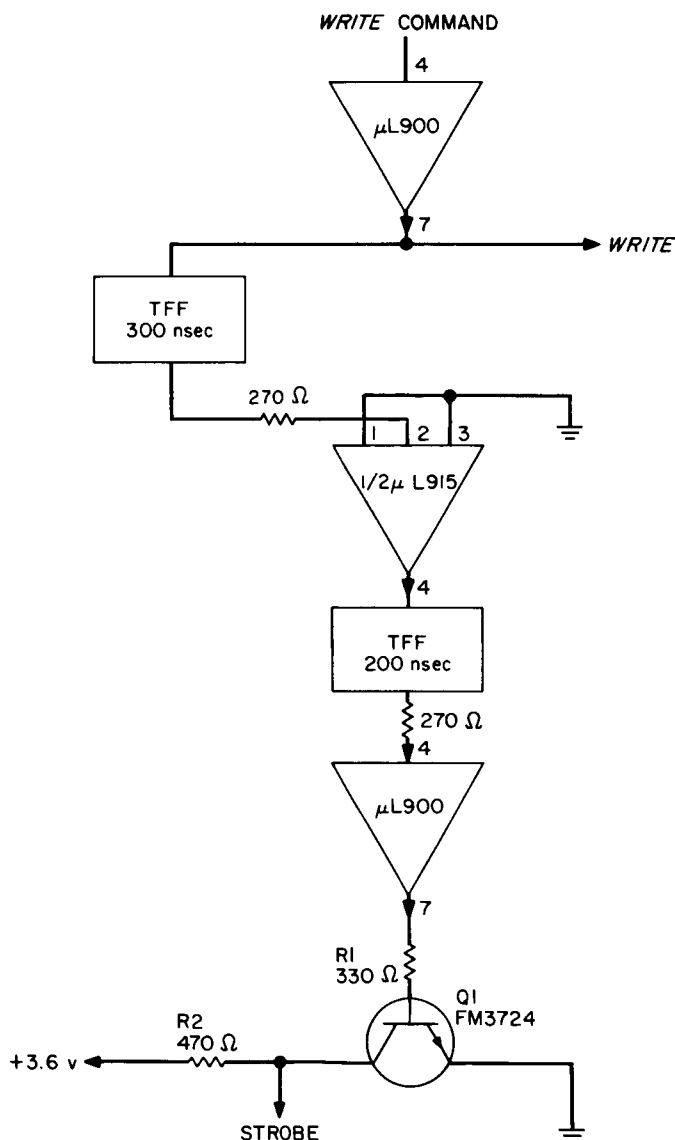 WRITE COMMAND
4
μL900
7
WRITE
TFF
300 nsec
270 Ω
1 2 3
1/2μ L915
4
TFF
200 nsec
270 Ω
4
μL900
7
R1
330 Ω
Q1
FM3724
R2
470 Ω
+3.6 v
STROBE